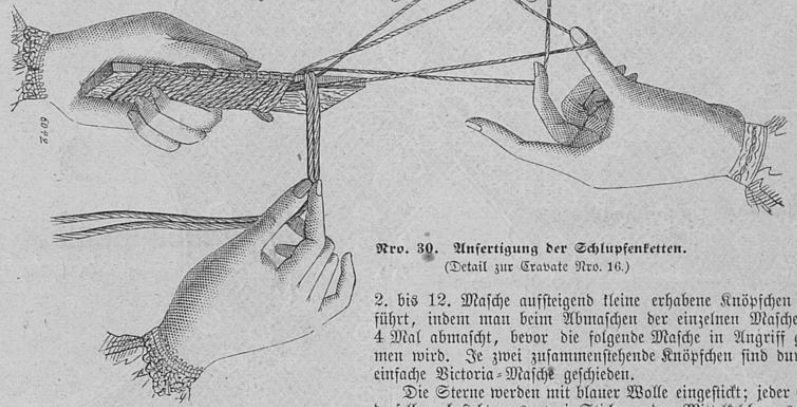 Nro. 30. Anfertigung der Schlupfenketten.
(Detail zur Cravate Nro. 16.)
2. bis 12. Masche aufsteigend kleine erhabene Knöpfchen
führt, indem man beim Abmaschen der einzelnen Masche
4 Mal abmascht, bevor die folgende Masche in Angriff
men wird. Je zwei zusammenstehende Knöpfchen sind
einfache Victoria-Masche geschieden.
Die Sterne werden mit blauer Wolle eingestickt; jeder